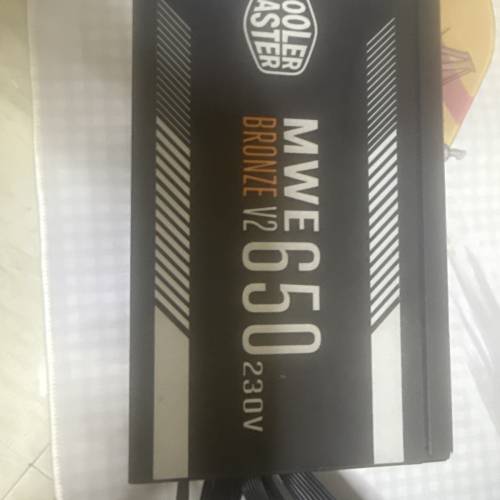 COOLER
MASTER
MWE 650
BRONZE V2 230V